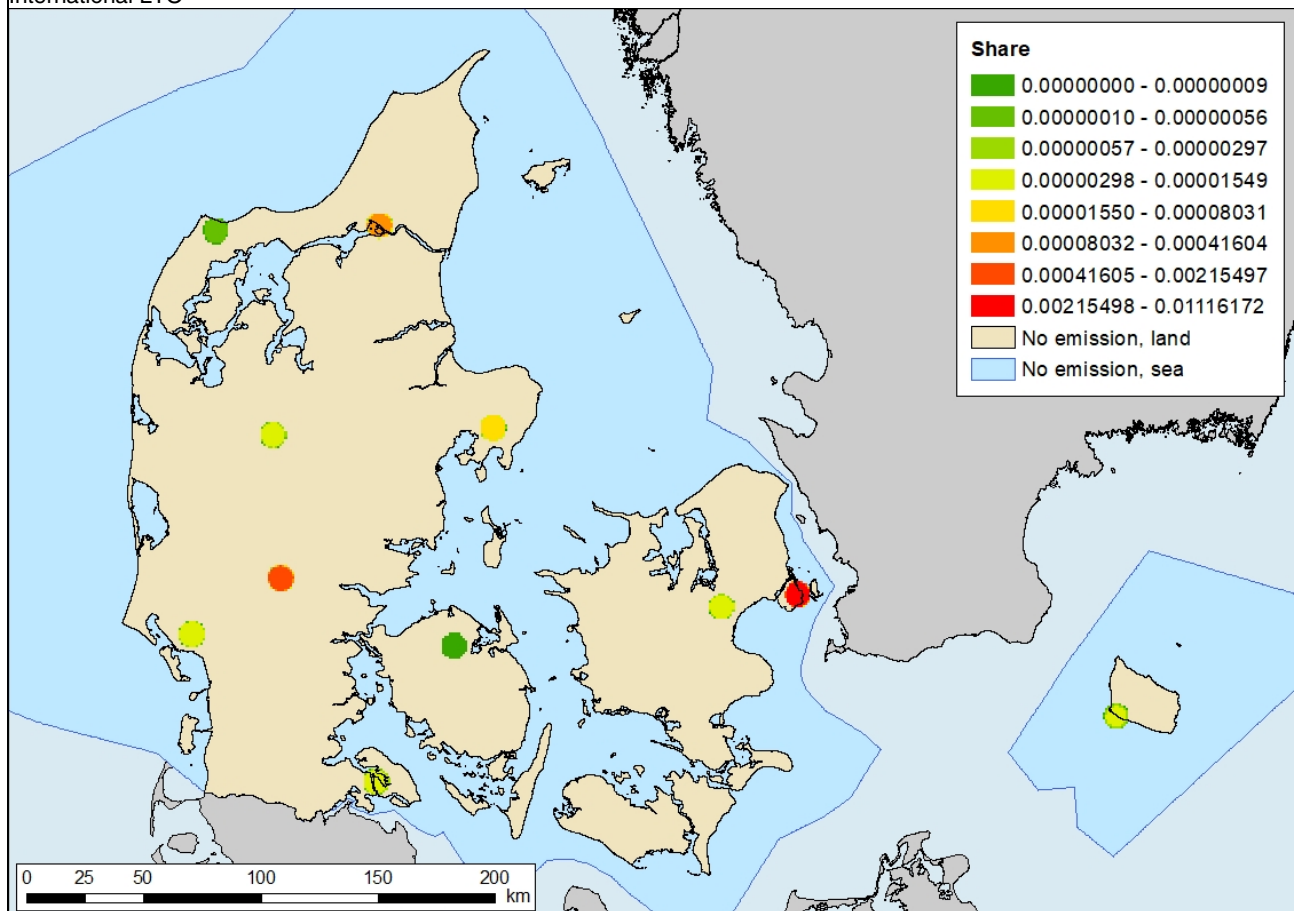 International LTO
Share
0.00000000 - 0.00000009
0.00000010 - 0.00000056
0.00000057 - 0.00000297
0.00000298 - 0.00001549
0.00001550 - 0.00008031
0.00008032 - 0.00041604
0.00041605 - 0.00215497
0.00215498 - 0.01116172
No emission, land
No emission, sea
0 25 50 100 150 200
km